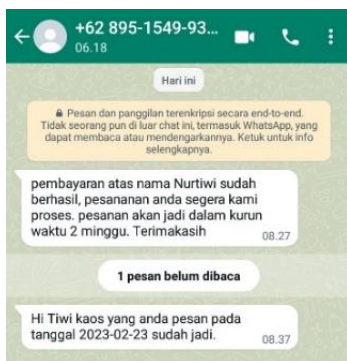 +62 895-1549-93...
06.18
Hari ini
Pesan dan panggilan terenkripsi secara end-to-end.
Tidak seorang pun di luar chat ini, termasuk WhatsApp, yang
dapat membaca atau mendengarkannya. Ketuk untuk info
selengkapnya.
pembayaran atas nama Nurtiwi sudah
berhasil, pesananan anda segera kami
proses. pesanan akan jadi dalam kurun
waktu 2 minggu. Terimakasih
08.27
1 pesan belum dibaca
Hi Tiwi kaos yang anda pesan pada
tanggal 2023-02-23 sudah jadi.
08.37